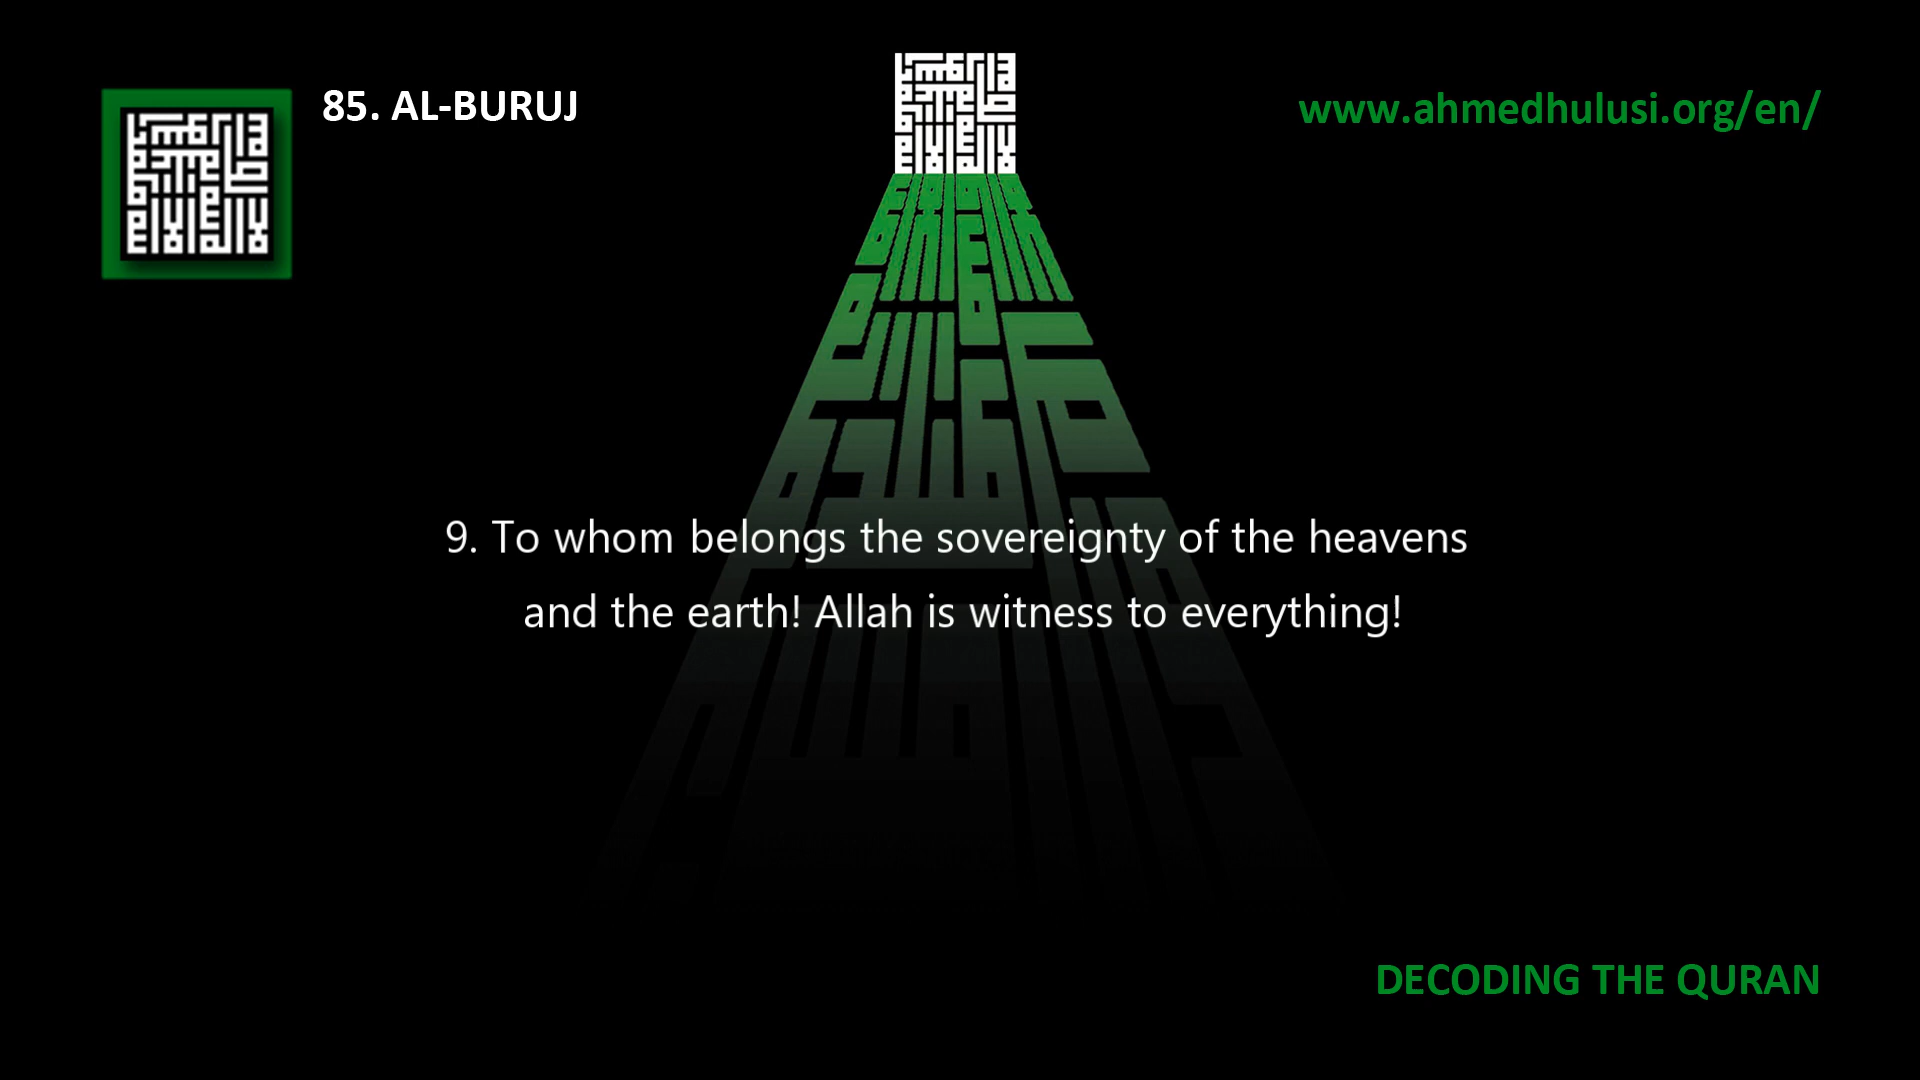 85. AL-BURUJ
www.ahmedhulusi.org/en/
9. To whom belongs the sovereignty of the heavens
and the earth! Allah is witness to everything!
DECODING THE QURAN